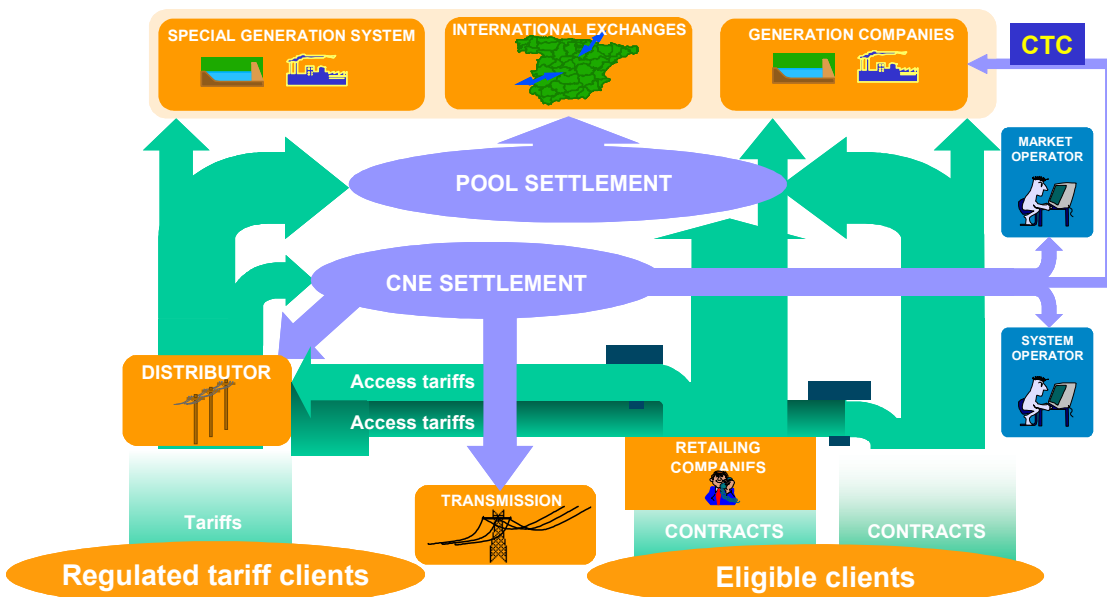 SPECIAL GENERATION SYSTEM
INTERNATIONAL EXCHANGES
GENERATION COMPANIES
CTC
MARKET
OPERATOR
POOL SETTLEMENT
CNE SETTLEMENT
SYSTEM
OPERATOR
DISTRIBUTOR
Access tariffs
Access tariffs
RETAILING
COMPANIES
TRANSMISSION
Tariffs
CONTRACTS
CONTRACTS
Regulated tariff clients
Eligible clients